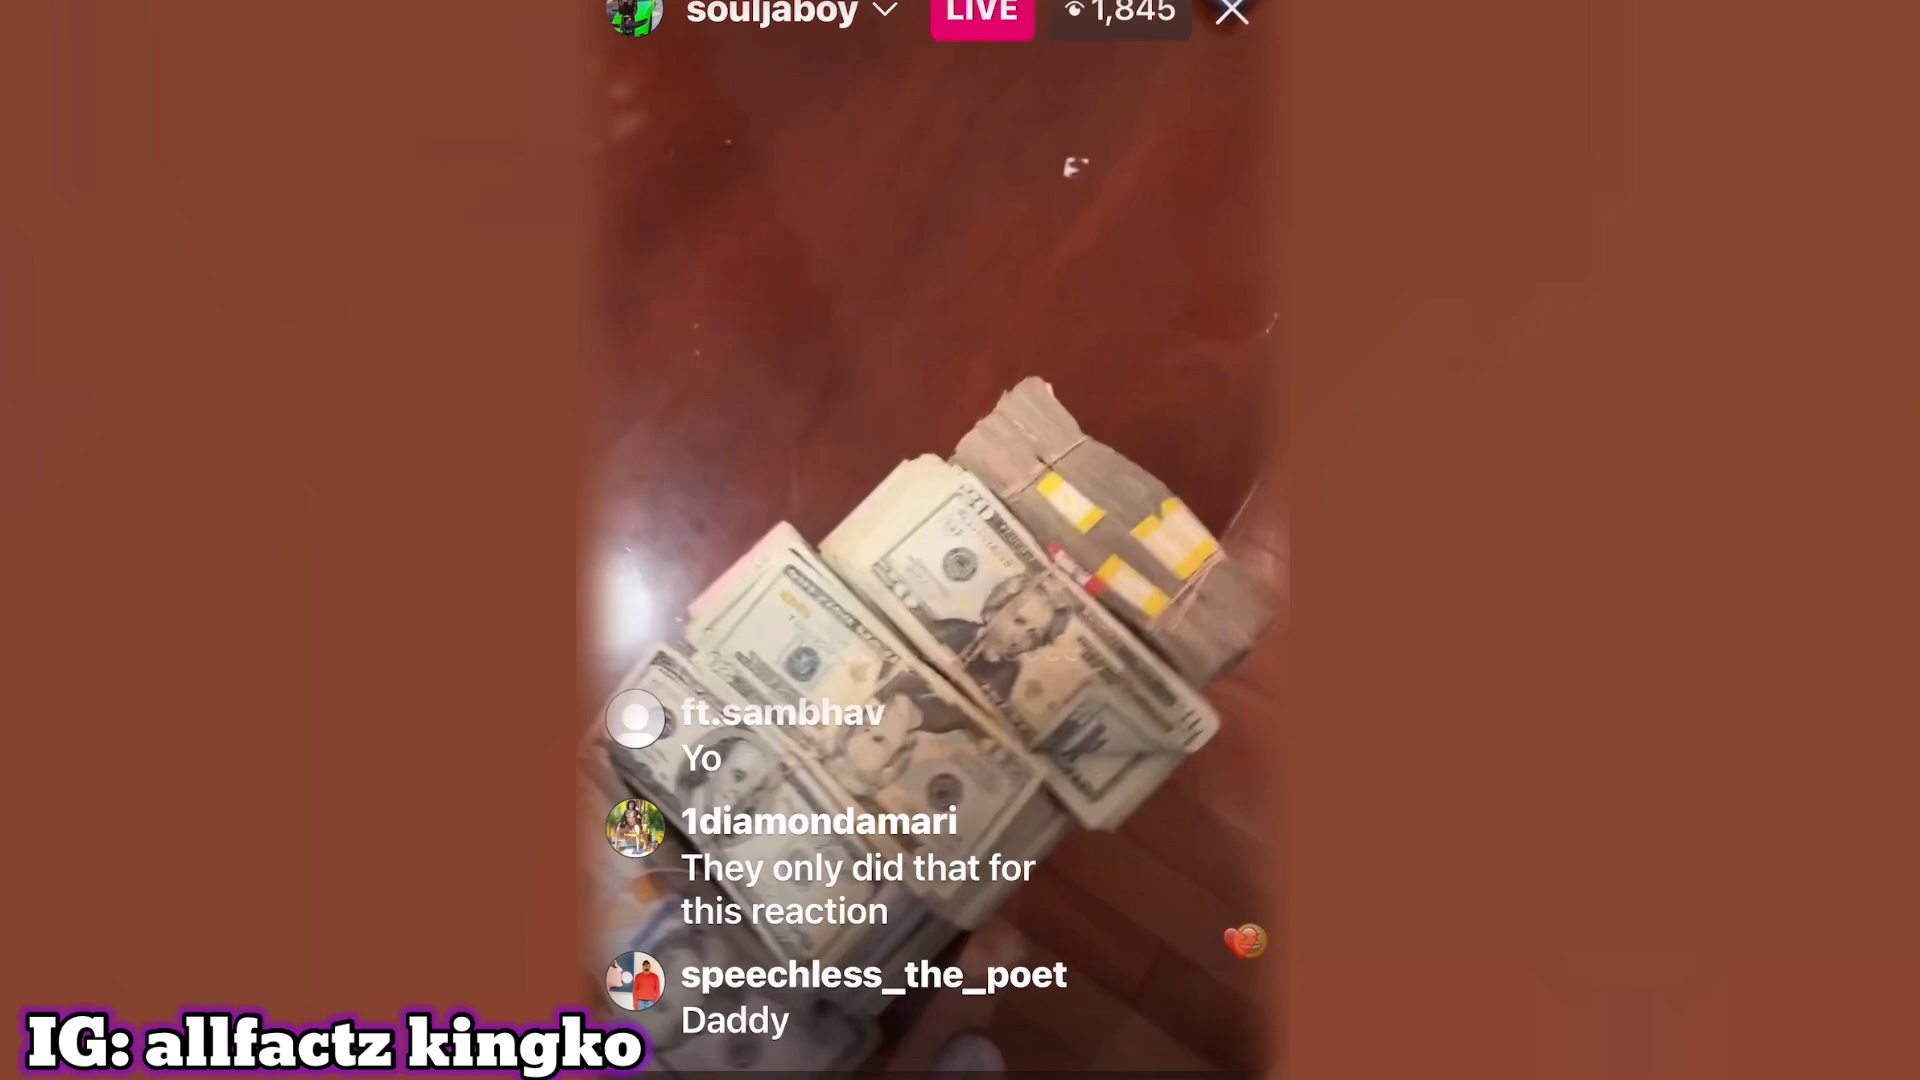 souljaboy
LIVE
1,845
ft.sambhav
Yo
1diamondamari
They only did that for
this reaction
speechless_the_poet
Daddy
IG: allfactz kingko